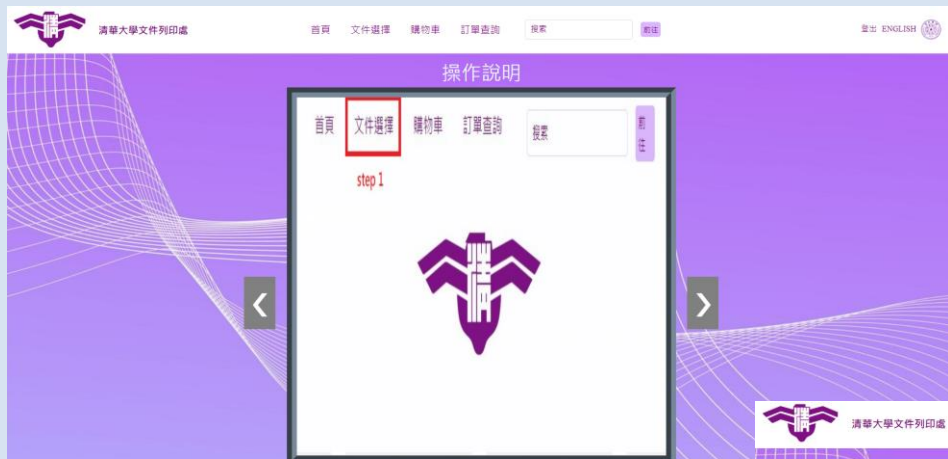 清華大學文件列印處
首頁 文件選擇 購物車 訂單查詢 搜索 前往 登出 ENGLISH
操作說明
首頁 文件選擇 購物車 訂單查詢 搜索 前往
step 1
清華大學文件列印處